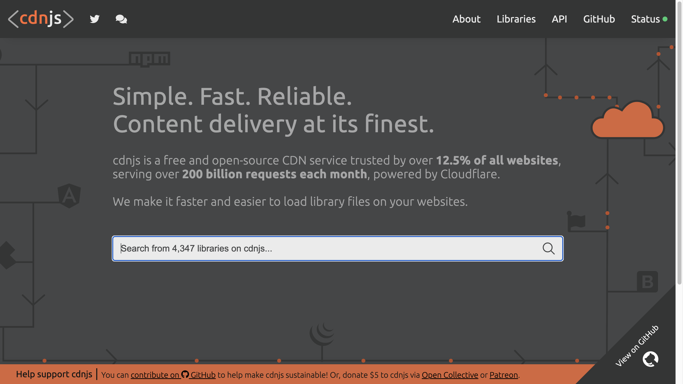 <cdnjs>
About
Libraries
API
GitHub
Status
npm
Simple. Fast. Reliable.
Content delivery at its finest.
cdnjs is a free and open-source CDN service trusted by over 12.5% of all websites,
serving over 200 billion requests each month, powered by Cloudflare.
We make it faster and easier to load library files on your websites.
Search from 4,347 libraries on cdnjs...
A
B
View on GitHub
Help support cdnjs
You can contribute on GitHub to help make cdnjs sustainable! Or, donate $5 to cdnjs via Open Collective or Patreon.